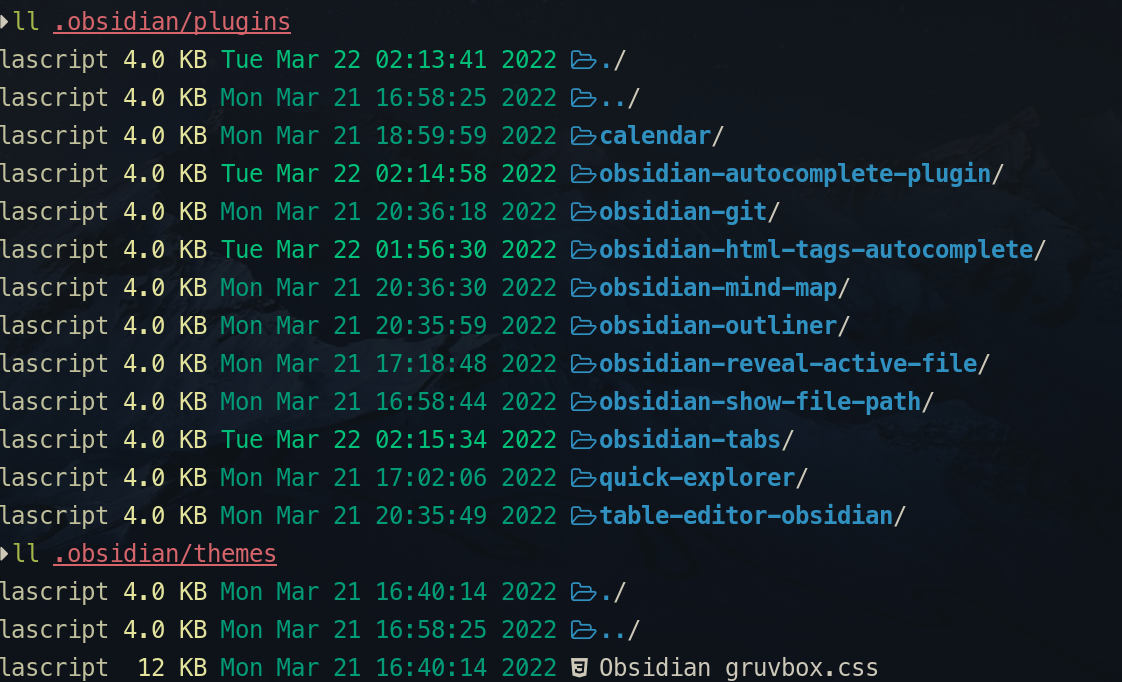 ll .obsidian/plugins
lascript 4.0 KB Tue Mar 22 02:13:41 2022 ./
lascript 4.0 KB Mon Mar 21 16:58:25 2022 ../
lascript 4.0 KB Mon Mar 21 18:59:59 2022 calendar/
lascript 4.0 KB Tue Mar 22 02:14:58 2022 obsidian-autocomplete-plugin/
lascript 4.0 KB Mon Mar 21 20:36:18 2022 obsidian-git/
lascript 4.0 KB Tue Mar 22 01:56:30 2022 obsidian-html-tags-autocomplete/
lascript 4.0 KB Mon Mar 21 20:36:30 2022 obsidian-mind-map/
lascript 4.0 KB Mon Mar 21 20:35:59 2022 obsidian-outliner/
lascript 4.0 KB Mon Mar 21 17:18:48 2022 obsidian-reveal-active-file/
lascript 4.0 KB Mon Mar 21 16:58:44 2022 obsidian-show-file-path/
lascript 4.0 KB Tue Mar 22 02:15:34 2022 obsidian-tabs/
lascript 4.0 KB Mon Mar 21 17:02:06 2022 quick-explorer/
lascript 4.0 KB Mon Mar 21 20:35:49 2022 table-editor-obsidian/
ll .obsidian/themes
lascript 4.0 KB Mon Mar 21 16:40:14 2022 ./
lascript 4.0 KB Mon Mar 21 16:58:25 2022 ../
lascript 12 KB Mon Mar 21 16:40:14 2022 Obsidian gruvbox.css